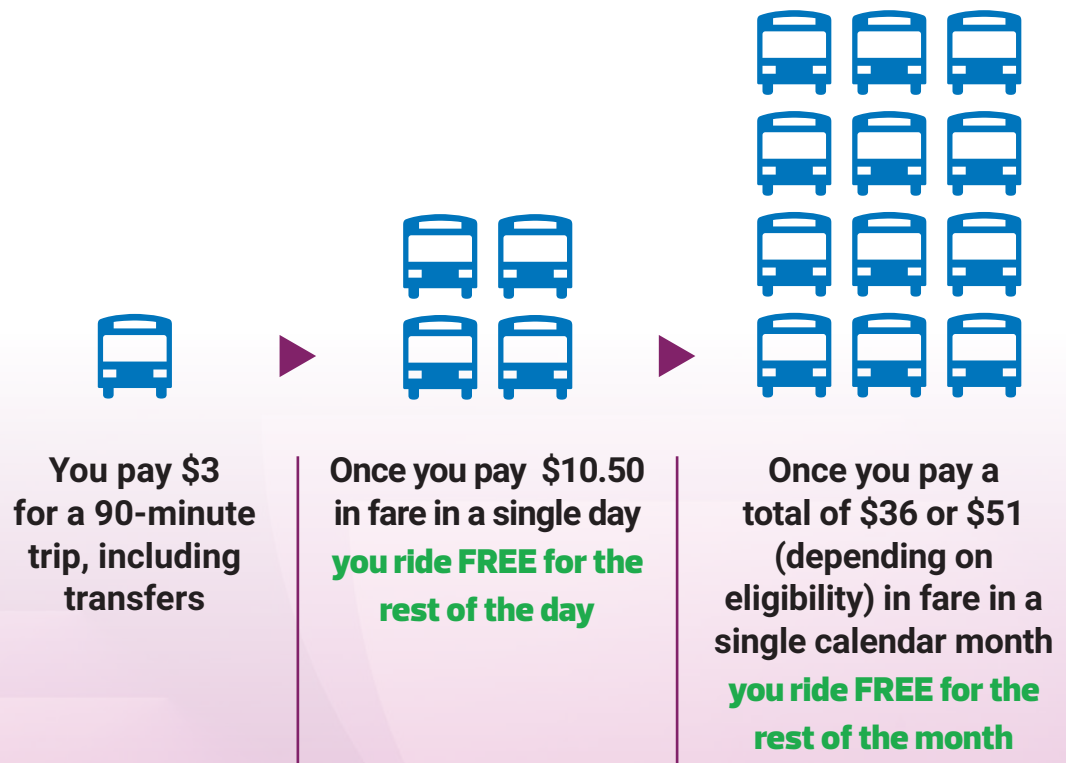 You pay $3
for a 90-minute
trip, including
transfers
Once you pay $10.50
in fare in a single day
you ride FREE for the
rest of the day
Once you pay a
total of $36 or $51
(depending on
eligibility) in fare in a
single calendar month
you ride FREE for the
rest of the month